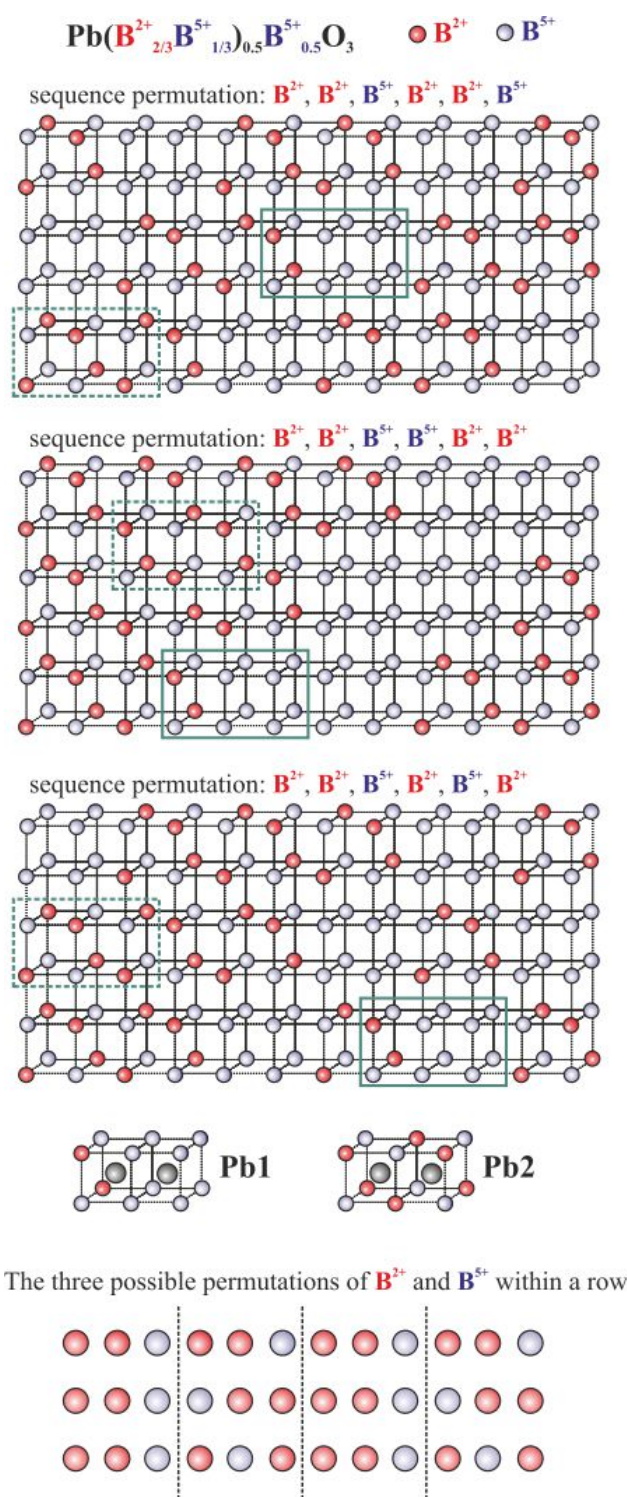 Pb(B²⁺₂/₃B⁵⁺₁/₃)₀.₅B⁵⁺₀.₅O₃ B²⁺ B⁵⁺
sequence permutation: B²⁺, B²⁺, B⁵⁺, B²⁺, B²⁺, B⁵⁺
sequence permutation: B²⁺, B²⁺, B⁵⁺, B⁵⁺, B²⁺, B²⁺
sequence permutation: B²⁺, B²⁺, B⁵⁺, B²⁺, B⁵⁺, B²⁺
Pb1 Pb2
The three possible permutations of B²⁺ and B⁵⁺ within a row